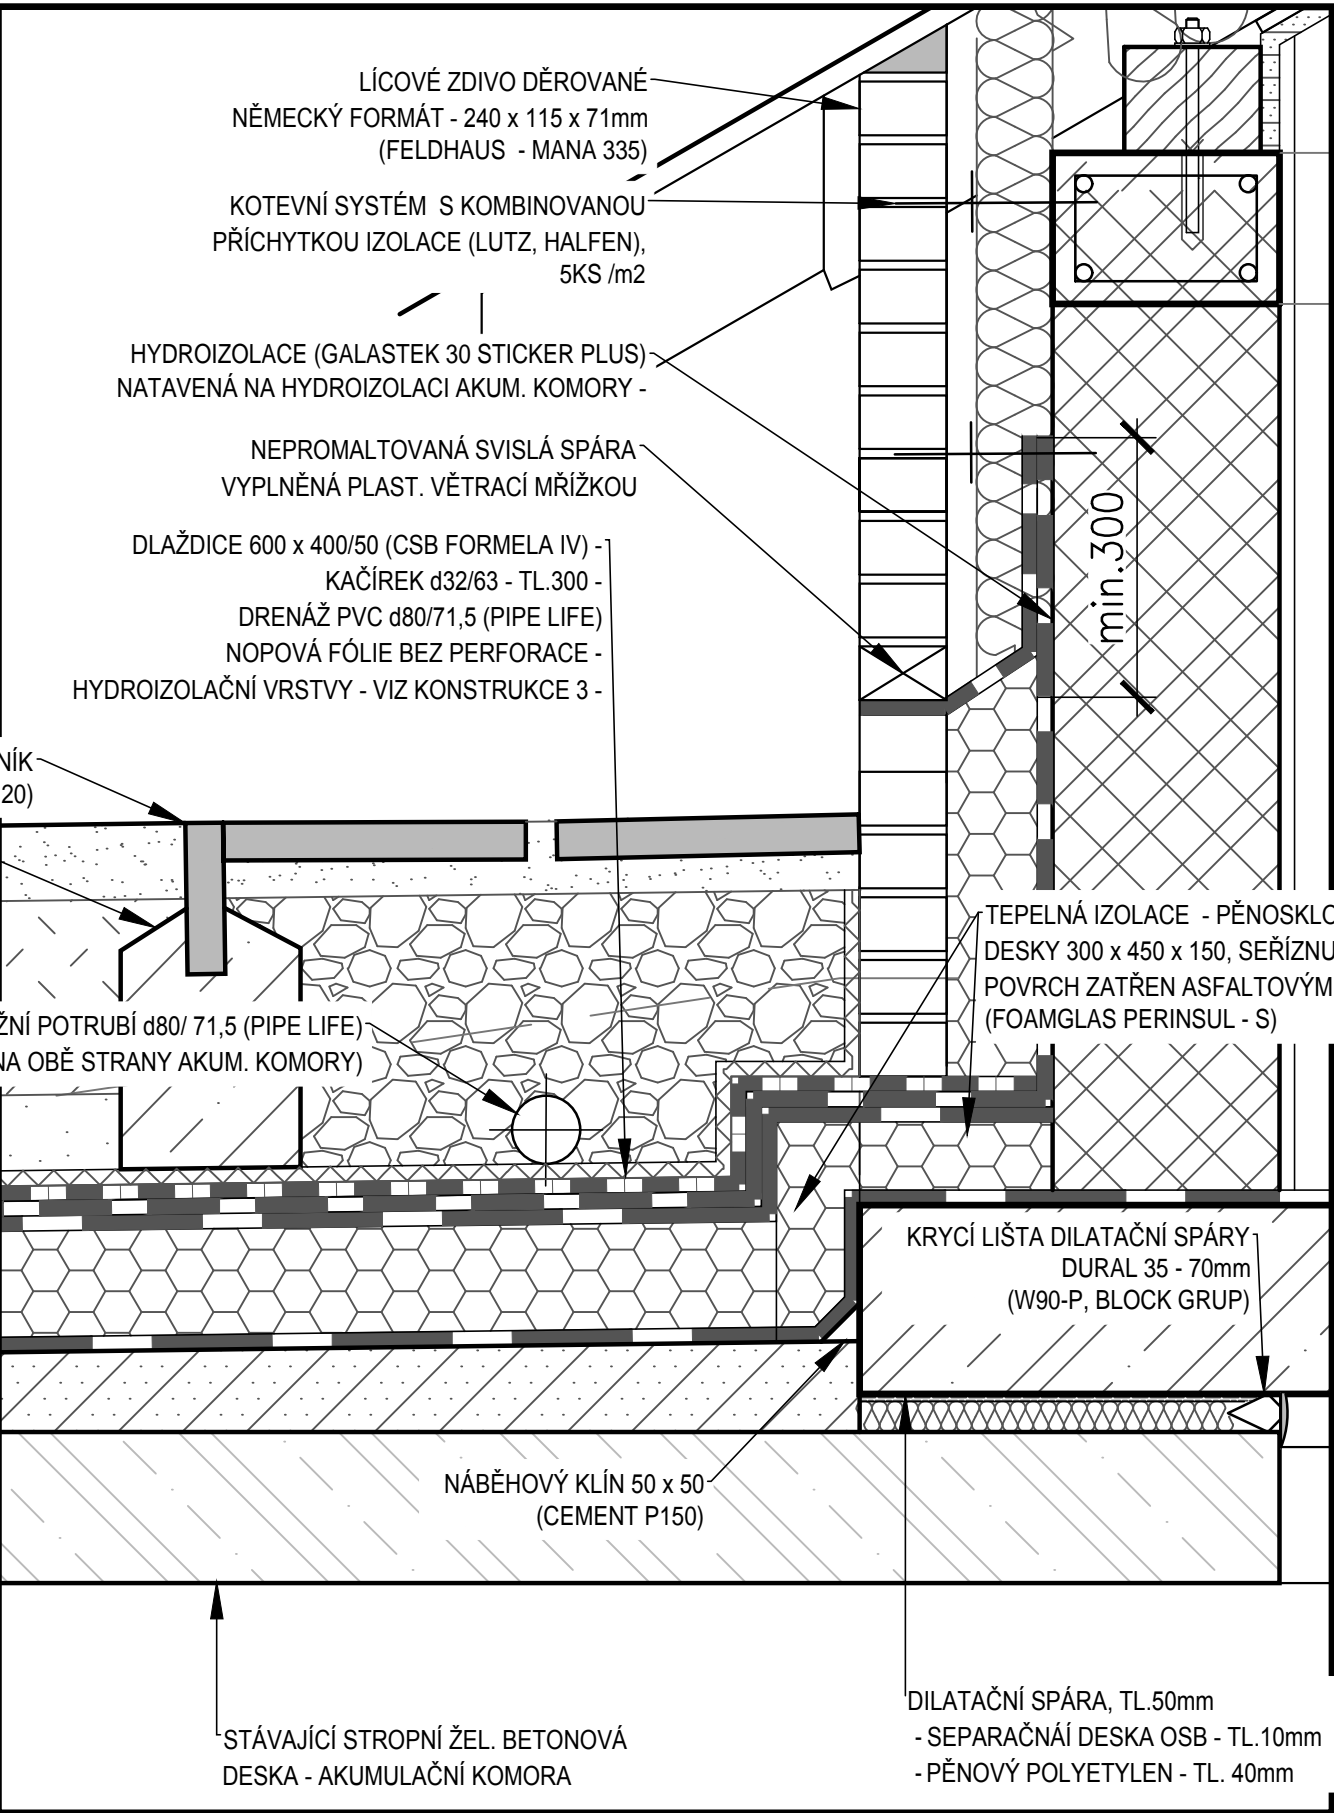 LÍCOVÉ ZDIVO DĚROVANÉ
NĚMECKÝ FORMÁT - 240 x 115 x 71mm
(FELDHAUS - MANA 335)
KOTEVNÍ SYSTÉM S KOMBINOVANOU
PŘÍCHYTKOU IZOLACE (LUTZ, HALFEN),
5KS /m2
HYDROIZOLACE (GALASTEK 30 STICKER PLUS)
NATAVENÁ NA HYDROIZOLACI AKUM. KOMORY -
NEPROMALTOVANÁ SVISLÁ SPÁRA
VYPLNĚNÁ PLAST. VĚTRACÍ MŘÍŽKOU
min.300
DLAŽDICE 600 x 400/50 (CSB FORMELA IV) -
KAČÍREK d32/63 - TL.300 -
DRENÁŽ PVC d80/71,5 (PIPE LIFE)
NOPOVÁ FÓLIE BEZ PERFORACE -
HYDROIZOLAČNÍ VRSTVY - VIZ KONSTRUKCE 3 -
NÍK
20)
TEPELNÁ IZOLACE - PĚNOSKLO
DESKY 300 x 450 x 150, SEŘÍZNU
POVRCH ZATŘEN ASFALTOVÝM
(FOAMGLAS PERINSUL - S)
ŽNÍ POTRUBÍ d80/ 71,5 (PIPE LIFE)
NA OBĚ STRANY AKUM. KOMORY)
KRYCÍ LIŠTA DILATAČNÍ SPÁRY
DURAL 35 - 70mm
(W90-P, BLOCK GRUP)
NÁBĚHOVÝ KLÍN 50 x 50
(CEMENT P150)
STÁVAJÍCÍ STROPNÍ ŽEL. BETONOVÁ
DESKA - AKUMULAČNÍ KOMORA
DILATAČNÍ SPÁRA, TL.50mm
- SEPARAČNÁÍ DESKA OSB - TL.10mm
- PĚNOVÝ POLYETYLEN - TL. 40mm